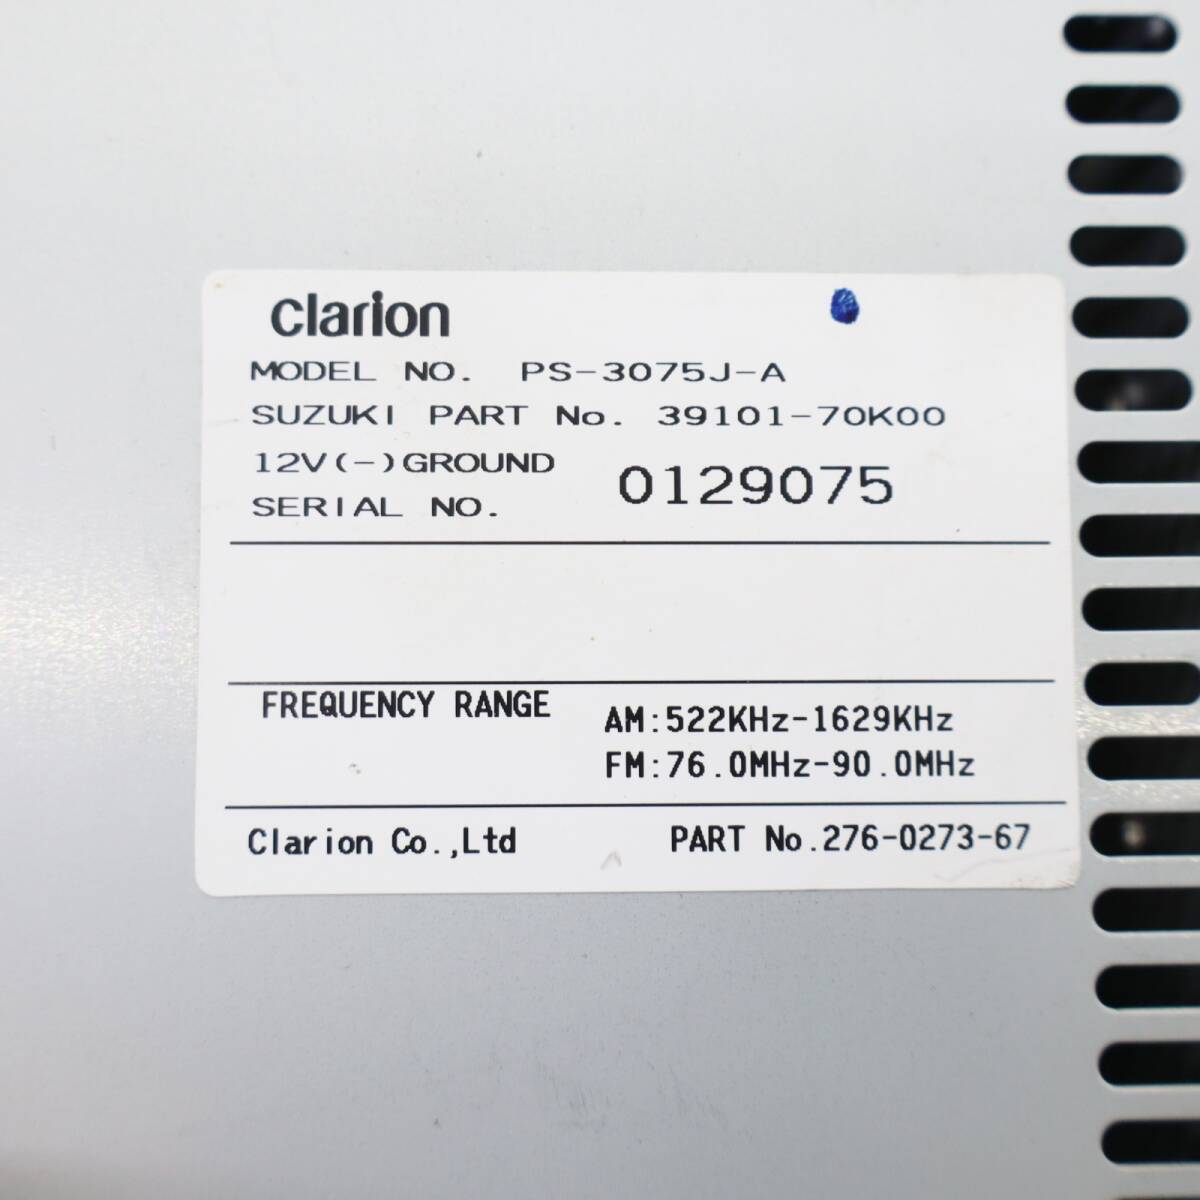 clarion
MODEL NO. PS-3075J-A
SUZUKI PART No. 39101-70K00
12V(-)GROUND
SERIAL NO. 0129075
FREQUENCY RANGE AM:522KHz-1629KHz
FM:76.0MHz-90.0MHz
Clarion Co.,Ltd PART No.276-0273-67